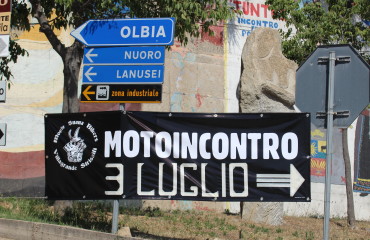 OLBIA
NUORO
LANUSEI
zona industriale
INCONTRO
MOTOINCONTRO
3 LUGLIO